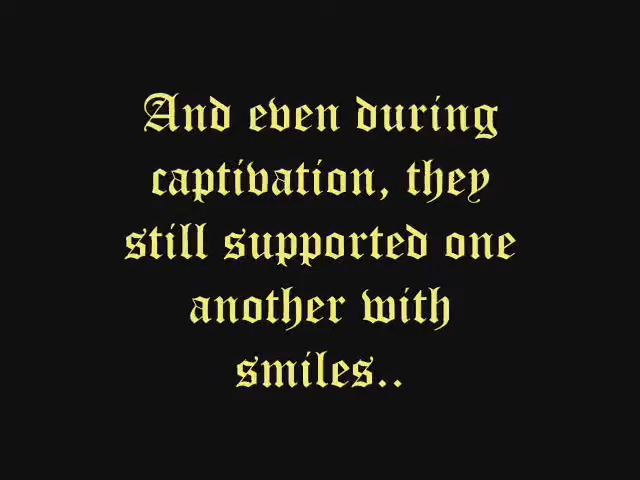 And even during
captivation, they
still supported one
another with
smiles..